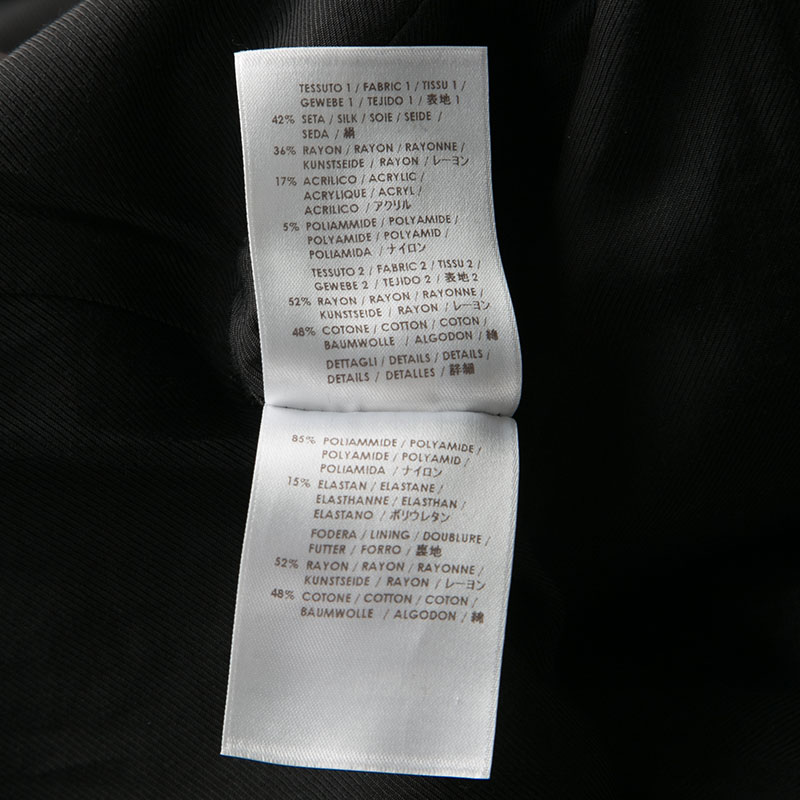 TESSUTO 1 / FABRIC 1 / TISSU 1 /
GEWEBE 1 / TEJIDO 1 / 表地 1
42% SETA / SILK / SOIE / SEIDE /
SEDA / 絹
36% RAYON / RAYON / RAYONNE /
KUNSTSEIDE / RAYON / レーヨン
17% ACRILICO / ACRYLIC /
ACRYLIQUE / ACRYL /
ACRILICO / アクリル
5% POLIAMMIDE / POLYAMIDE /
POLYAMIDE / POLYAMID /
POLIAMIDA / ナイロン
TESSUTO 2 / FABRIC 2 / TISSU 2 /
GEWEBE 2 / TEJIDO 2 / 表地 2
52% RAYON / RAYON / RAYONNE /
KUNSTSEIDE / RAYON / レーヨン
48% COTONE / COTTON / COTON /
BAUMWOLLE / ALGODON / 綿
DETTAGLI / DETAILS / DETAILS /
DETAILS / DETALLES / 詳細
85% POLIAMMIDE / POLYAMIDE /
POLYAMIDE / POLYAMID /
POLIAMIDA / ナイロン
15% ELASTAN / ELASTANE /
ELASTHANNE / ELASTHAN /
ELASTANO / ポリウレタン
FODERA / LINING / DOUBLURE /
FUTTER / FORRO / 裏地
52% RAYON / RAYON / RAYONNE /
KUNSTSEIDE / RAYON / レーヨン
48% COTONE / COTTON / COTON /
BAUMWOLLE / ALGODON / 綿